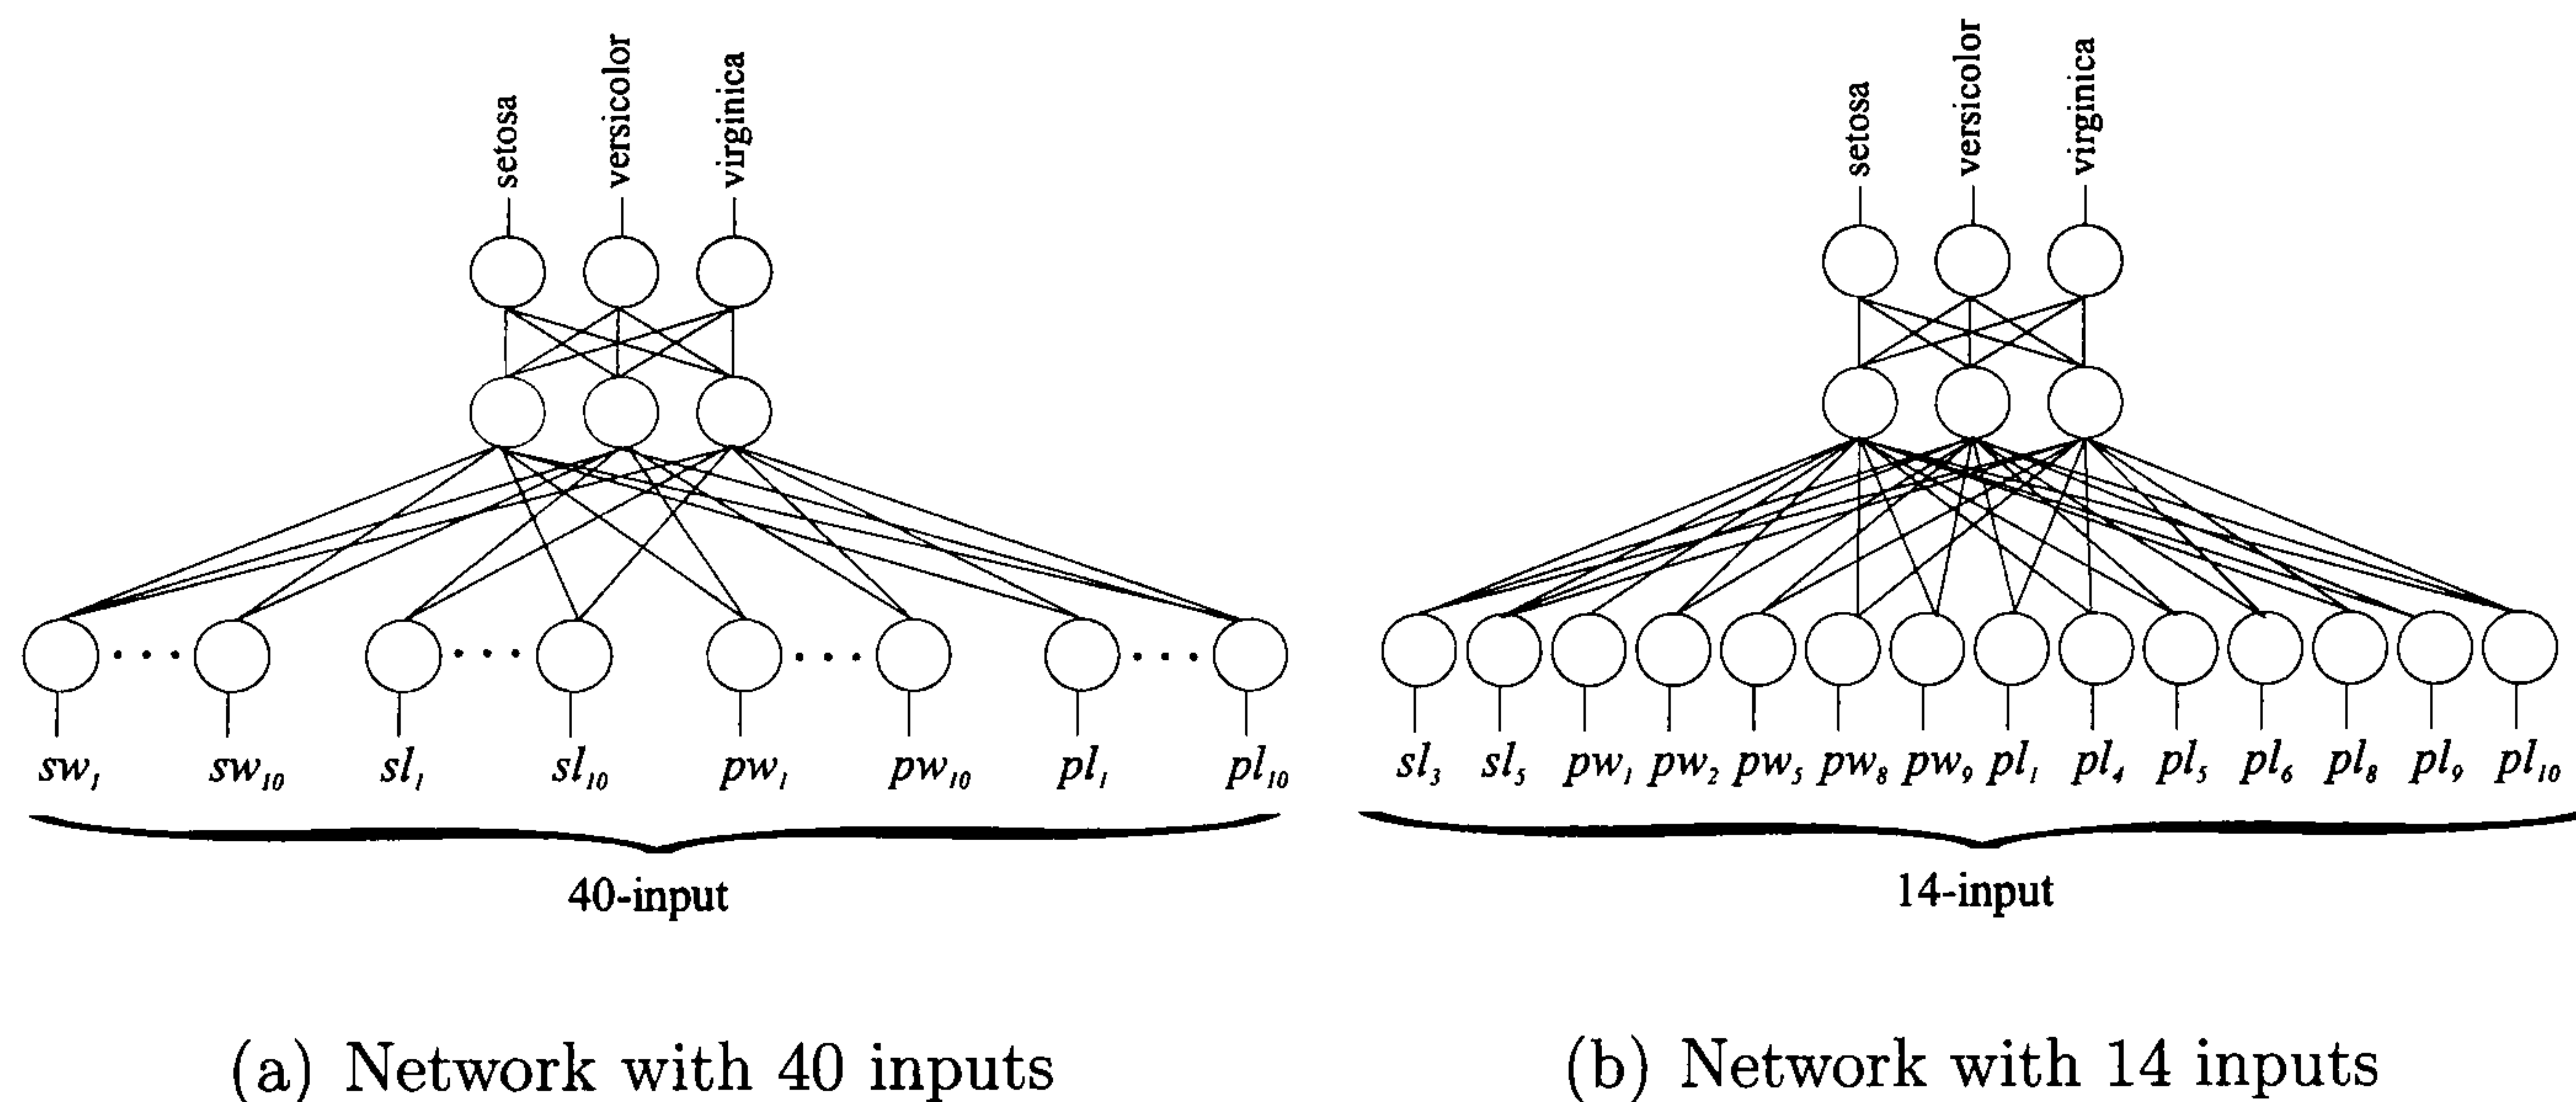 setosa versicolor virginica
sw₁ sw₁₀ sl₁ sl₁₀ pw₁ pw₁₀ pl₁ pl₁₀
40-input
(a) Network with 40 inputs
setosa versicolor virginica
sl₃ sl₅ pw₁ pw₂ pw₅ pw₈ pw₉ pl₁ pl₄ pl₅ pl₆ pl₈ pl₉ pl₁₀
14-input
(b) Network with 14 inputs